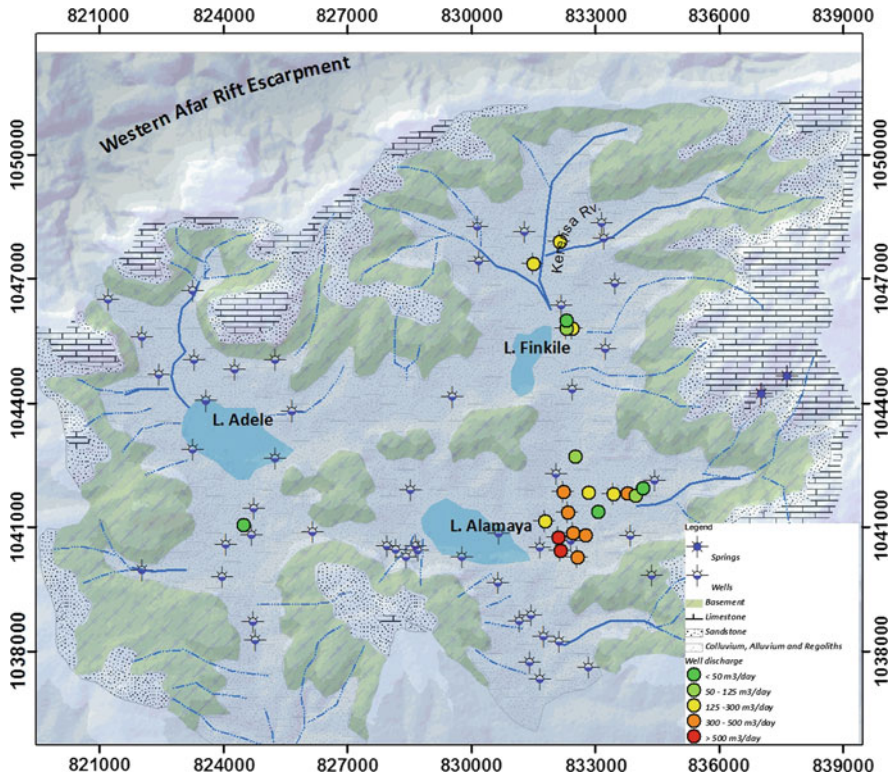 821000 824000 827000 830000 833000 836000 839000
Western Afar Rift Escarpment
1050000
1050000
Rv.
1047000
1047000
L. Finkile
1044000
1044000
L. Adele
L. Alamaya
1041000
1041000
Legend
Springs
Wells
Basement
Limestone
Sandstone
Colluvium, Alluvium and Regoliths
Well discharge
< 50 m3/day
50 - 125 m3/day
125 -300 m3/day
300 - 500 m3/day
> 500 m3/day
1038000
1038000
821000 824000 827000 830000 833000 836000 839000